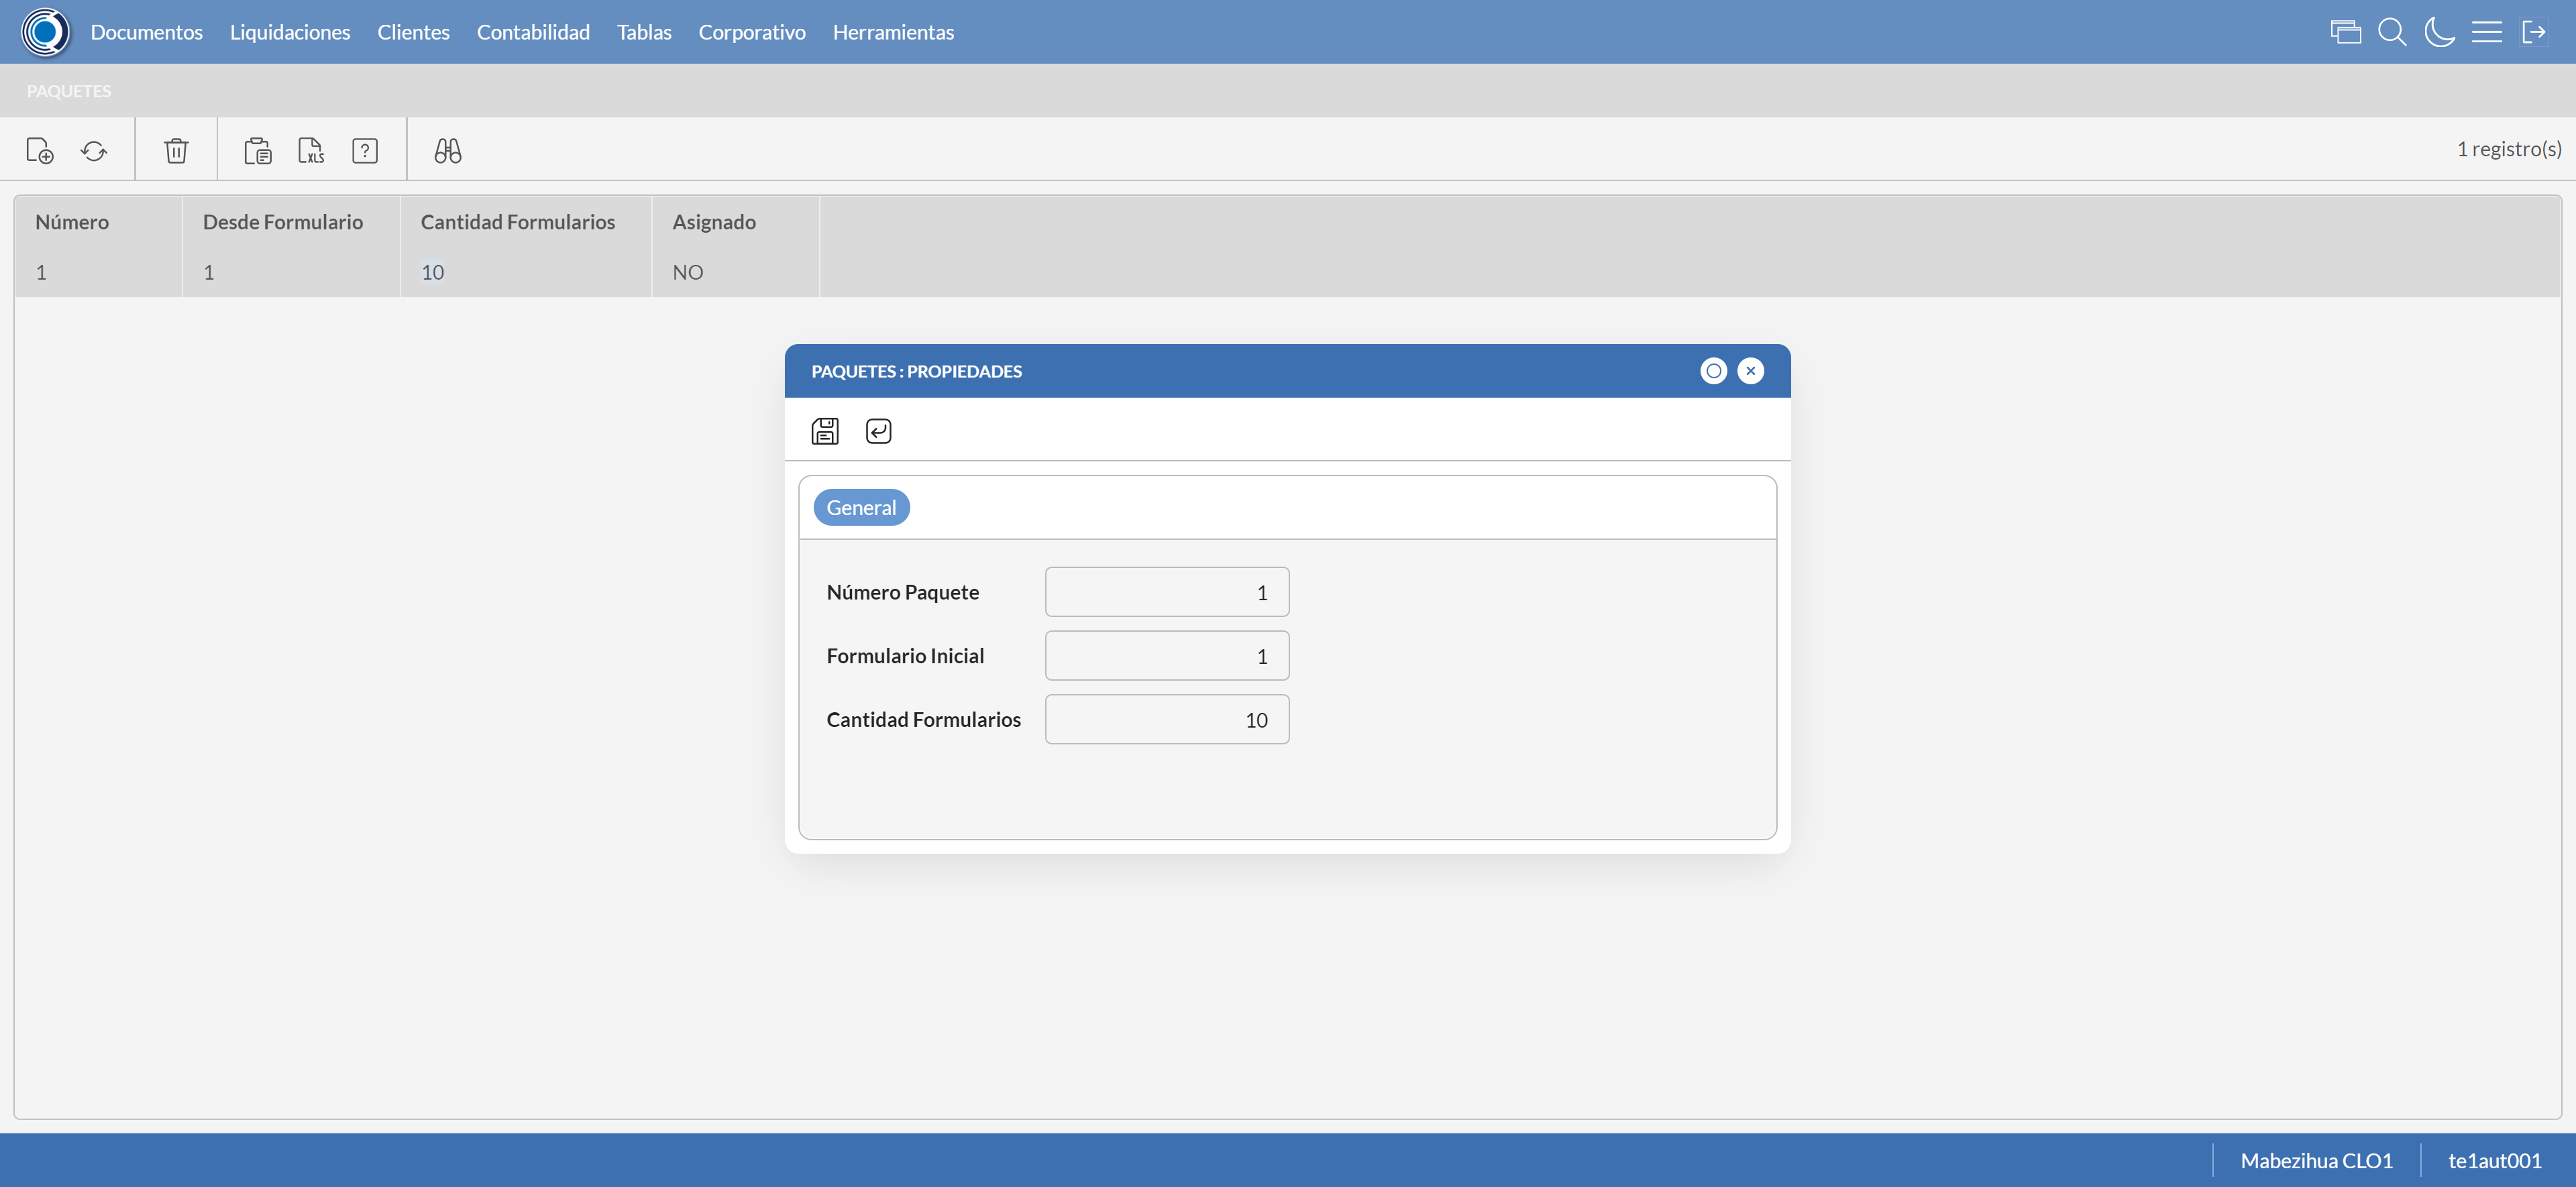 Documentos Liquidaciones Clientes Contabilidad Tablas Corporativo Herramientas
PAQUETES
XLS ? 1 registro(s)
Número Desde Formulario Cantidad Formularios Asignado
1 1 10 NO
PAQUETES : PROPIEDADES
General
Número Paquete 1
Formulario Inicial 1
Cantidad Formularios 10
Mabezihua CLO1 te1aut001